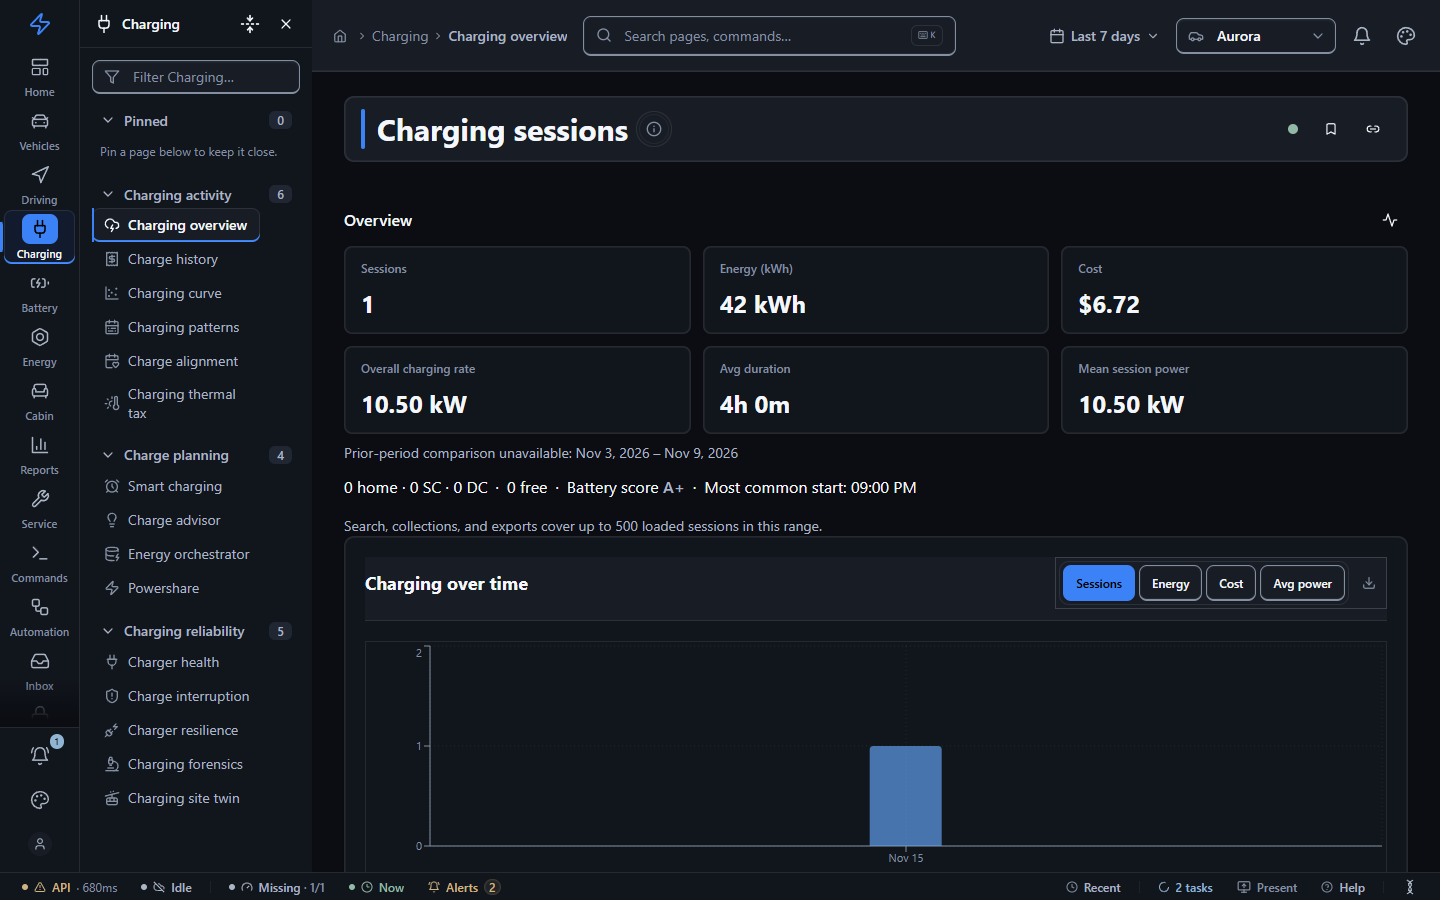 Home
Vehicles
Driving
Charging
Battery
Energy
Cabin
Reports
Service
Commands
Automation
Inbox
1
Charging
Filter Charging...
Pinned 0
Pin a page below to keep it close.
Charging activity 6
Charging overview
Charge history
Charging curve
Charging patterns
Charge alignment
Charging thermal
tax
Charge planning 4
Smart charging
Charge advisor
Energy orchestrator
Powershare
Charging reliability 5
Charger health
Charge interruption
Charger resilience
Charging forensics
Charging site twin
Charging > Charging overview
Search pages, commands... K
Last 7 days
Aurora
Charging sessions
Overview
Sessions
1
Energy (kWh)
42 kWh
Cost
$6.72
Overall charging rate
10.50 kW
Avg duration
4h 0m
Mean session power
10.50 kW
Prior-period comparison unavailable: Nov 3, 2026 – Nov 9, 2026
0 home · 0 SC · 0 DC · 0 free · Battery score A+ · Most common start: 09:00 PM
Search, collections, and exports cover up to 500 loaded sessions in this range.
Charging over time
Sessions Energy Cost Avg power
2
1
0
Nov 15
API · 680ms Idle Missing · 1/1 Now Alerts 2 Recent 2 tasks Present Help